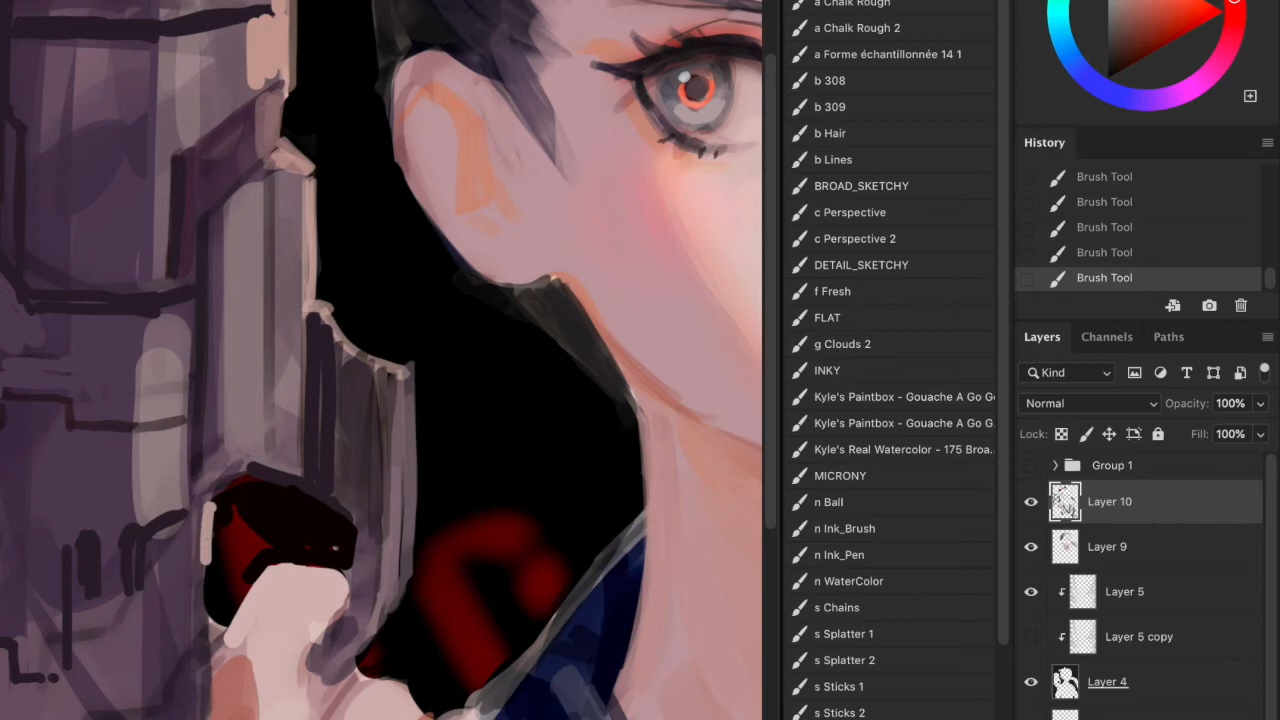 a Chalk Rough
a Chalk Rough 2
a Forme échantillonnée 14 1
b 308
b 309
b Hair
b Lines
BROAD_SKETCHY
c Perspective
c Perspective 2
DETAIL_SKETCHY
f Fresh
FLAT
g Clouds 2
INKY
Kyle's Paintbox - Gouache A Go G
Kyle's Paintbox - Gouache A Go G.
Kyle's Real Watercolor - 175 Broa...
MICRONY
n Ball
n Ink_Brush
n Ink_Pen
n WaterColor
s Chains
s Splatter 1
s Splatter 2
s Sticks 1
s Sticks 2
History
Brush Tool
Brush Tool
Brush Tool
Brush Tool
Brush Tool
Layers Channels Paths
Kind
Normal Opacity: 100%
Lock: Fill: 100%
Group 1
Layer 10
Layer 9
Layer 5
Layer 5 copy
Layer 4